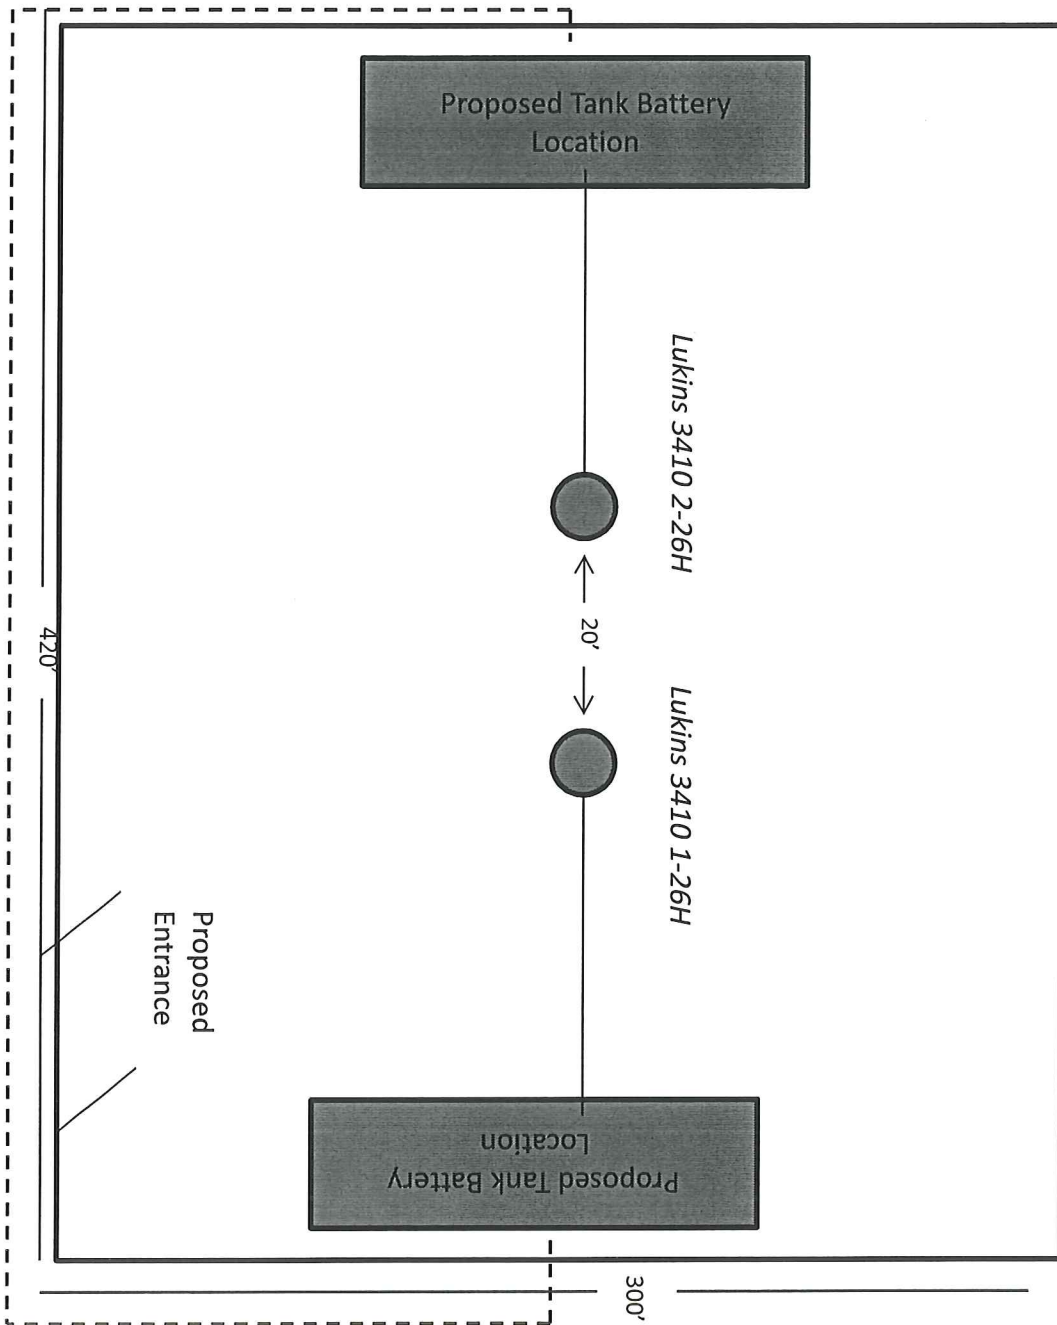 Proposed Tank Battery
Location
Lukins 3410 2-26H
20'
Lukins 3410 1-26H
420'
Proposed
Entrance
Proposed Tank Battery
Location
300'